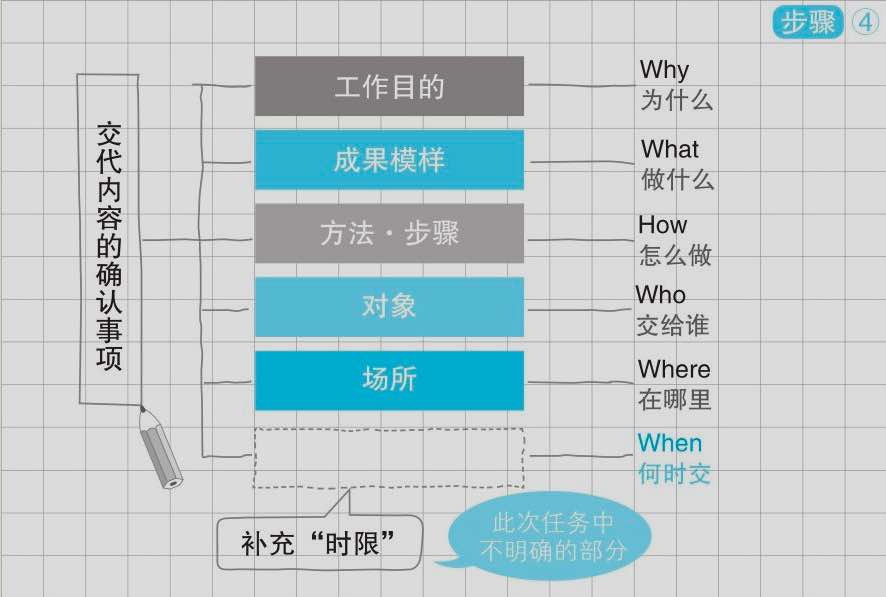 步骤 ④
交代内容的确认事项
工作目的
Why
为什么
成果模样
What
做什么
方法·步骤
How
怎么做
对象
Who
交给谁
场所
Where
在哪里
When
何时交
补充“时限”
此次任务中
不明确的部分